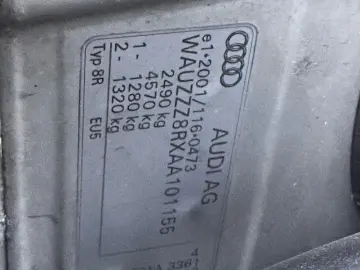 AUDI AG
e1*2001/116*0473
WAUZZZ8RXAA101155
2490 kg
4570 kg
1- 1280 kg
2- 1320 kg
Typ 8R EU5